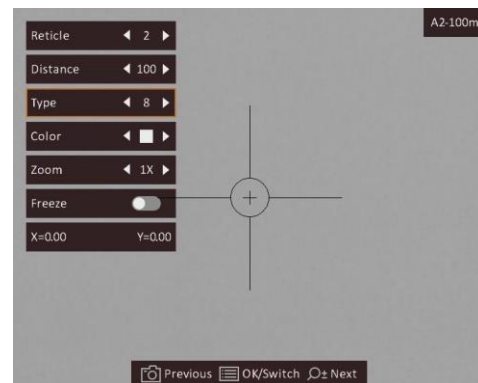 A2-100m
Reticle 2
Distance 100
Type 8
Color
Zoom 1X
Freeze
X=0.00 Y=0.00
Previous OK/Switch Next